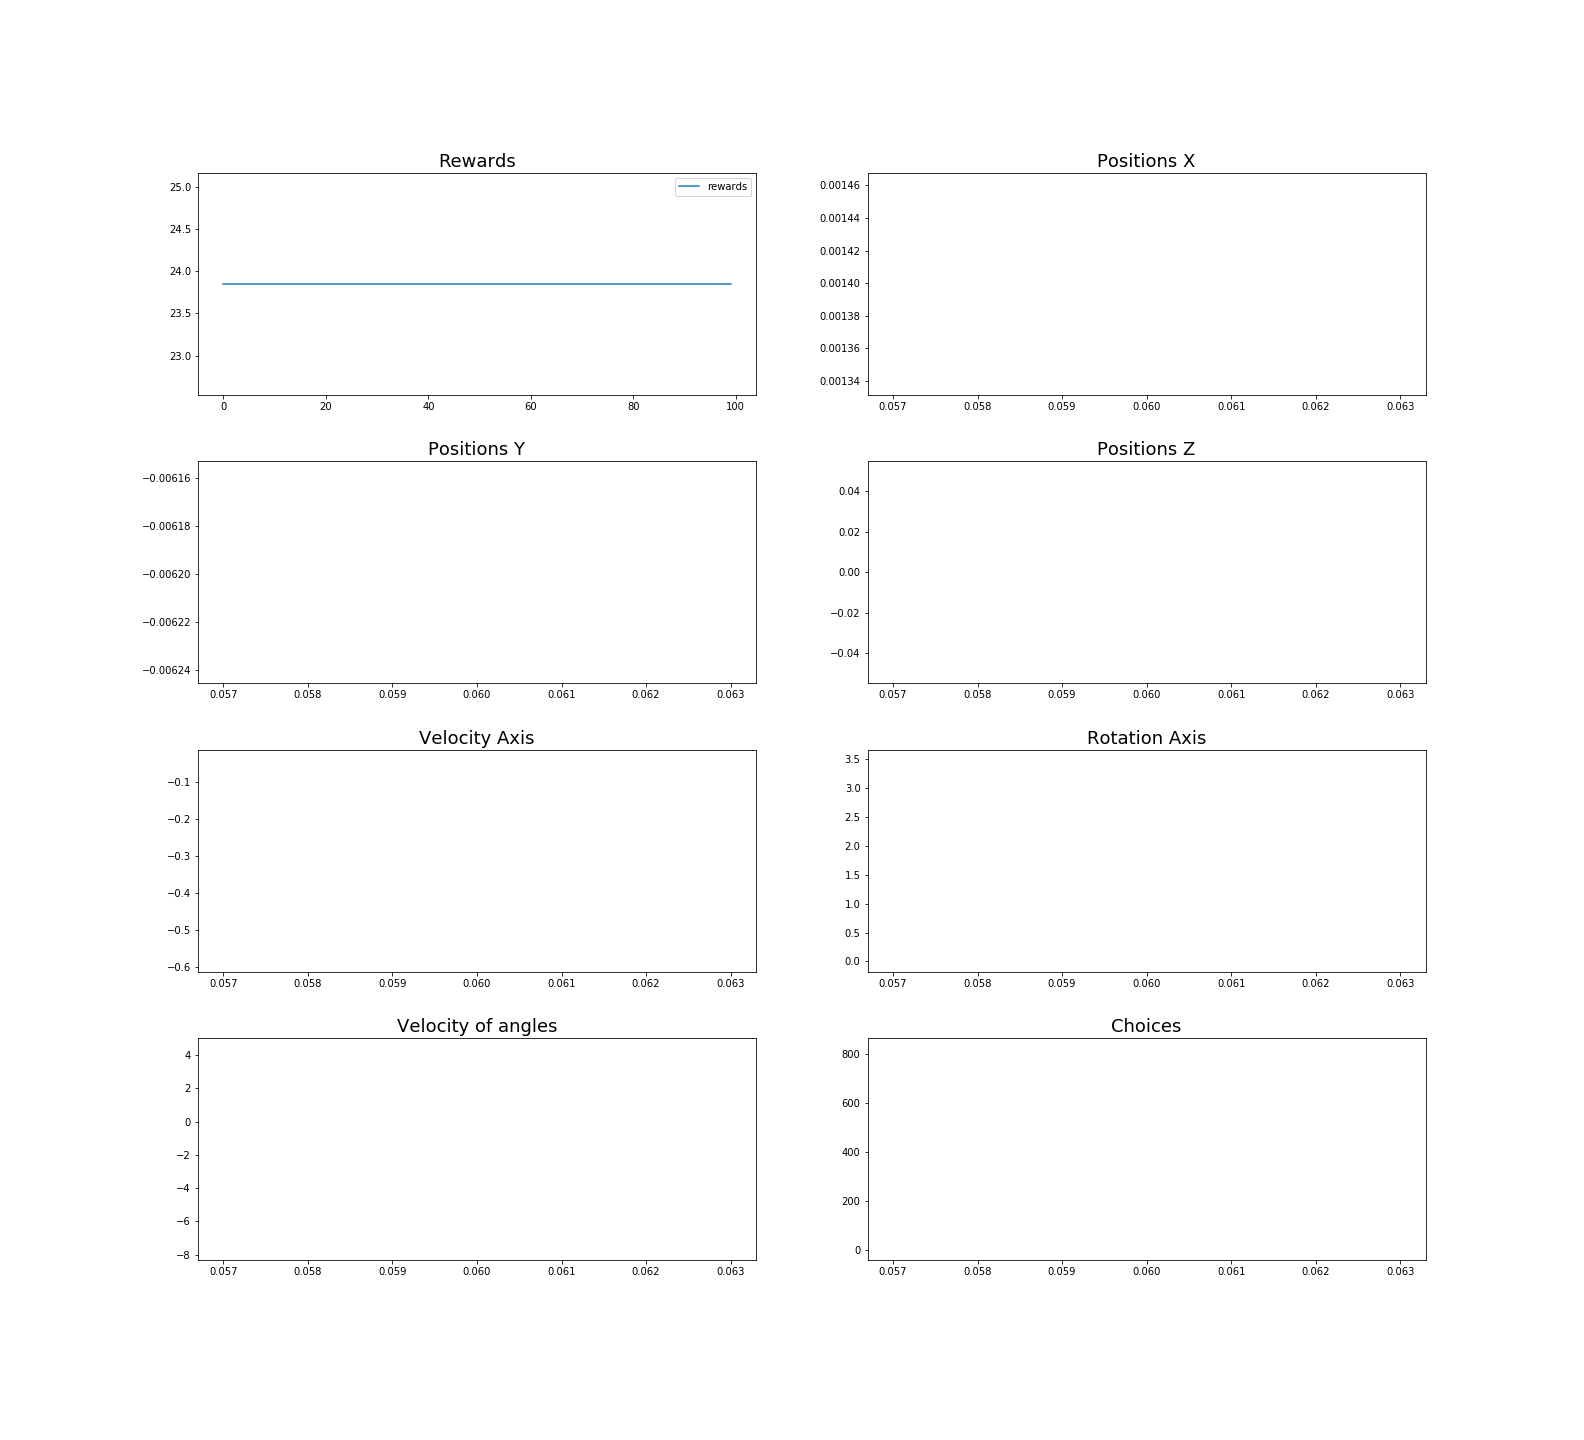 Rewards
25.0
24.5
24.0
23.5
23.0
rewards
0 20 40 60 80 100
Positions X
0.00146
0.00144
0.00142
0.00140
0.00138
0.00136
0.00134
0.057 0.058 0.059 0.060 0.061 0.062 0.063
Positions Y
−0.00616
−0.00618
−0.00620
−0.00622
−0.00624
0.057 0.058 0.059 0.060 0.061 0.062 0.063
Positions Z
0.04
0.02
0.00
−0.02
−0.04
0.057 0.058 0.059 0.060 0.061 0.062 0.063
Velocity Axis
−0.1
−0.2
−0.3
−0.4
−0.5
−0.6
0.057 0.058 0.059 0.060 0.061 0.062 0.063
Rotation Axis
3.5
3.0
2.5
2.0
1.5
1.0
0.5
0.0
0.057 0.058 0.059 0.060 0.061 0.062 0.063
Velocity of angles
4
2
0
−2
−4
−6
−8
0.057 0.058 0.059 0.060 0.061 0.062 0.063
Choices
800
600
400
200
0
0.057 0.058 0.059 0.060 0.061 0.062 0.063